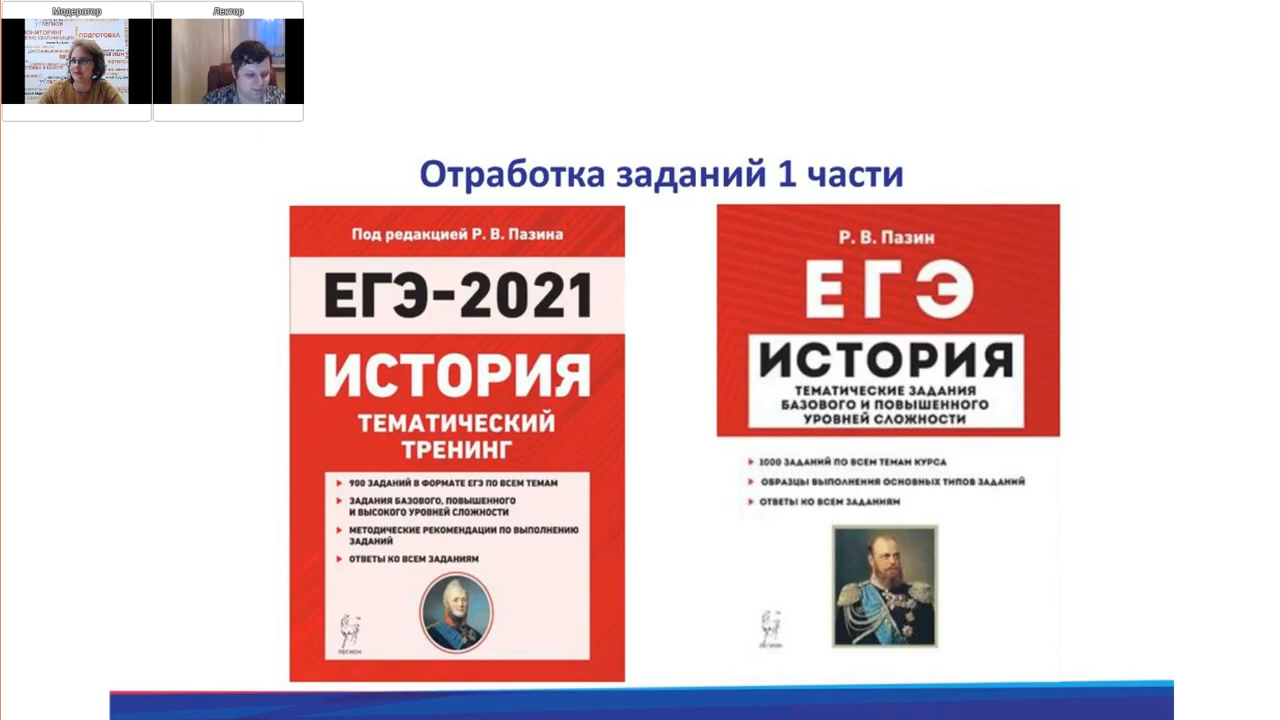 Модератор
Лектор
ПОДГОТОВКА
Отработка заданий 1 части
Под редакцией Р. В. Пазина
ЕГЭ-2021
ИСТОРИЯ
ТЕМАТИЧЕСКИЙ
ТРЕНИНГ
900 ЗАДАНИЙ В ФОРМАТЕ ЕГЭ ПО ВСЕМ ТЕМАМ
ЗАДАНИЯ БАЗОВОГО, ПОВЫШЕННОГО
И ВЫСОКОГО УРОВНЕЙ СЛОЖНОСТИ
МЕТОДИЧЕСКИЕ РЕКОМЕНДАЦИИ ПО ВЫПОЛНЕНИЮ
ЗАДАНИЙ
ОТВЕТЫ КО ВСЕМ ЗАДАНИЯМ
ЛЕГИОН
Р. В. Пазин
ЕГЭ
ИСТОРИЯ
ТЕМАТИЧЕСКИЕ ЗАДАНИЯ
БАЗОВОГО И ПОВЫШЕННОГО
УРОВНЕЙ СЛОЖНОСТИ
1000 ЗАДАНИЙ ПО ВСЕМ ТЕМАМ КУРСА
ОБРАЗЦЫ ВЫПОЛНЕНИЯ ОСНОВНЫХ ТИПОВ ЗАДАНИЙ
ОТВЕТЫ КО ВСЕМ ЗАДАНИЯМ